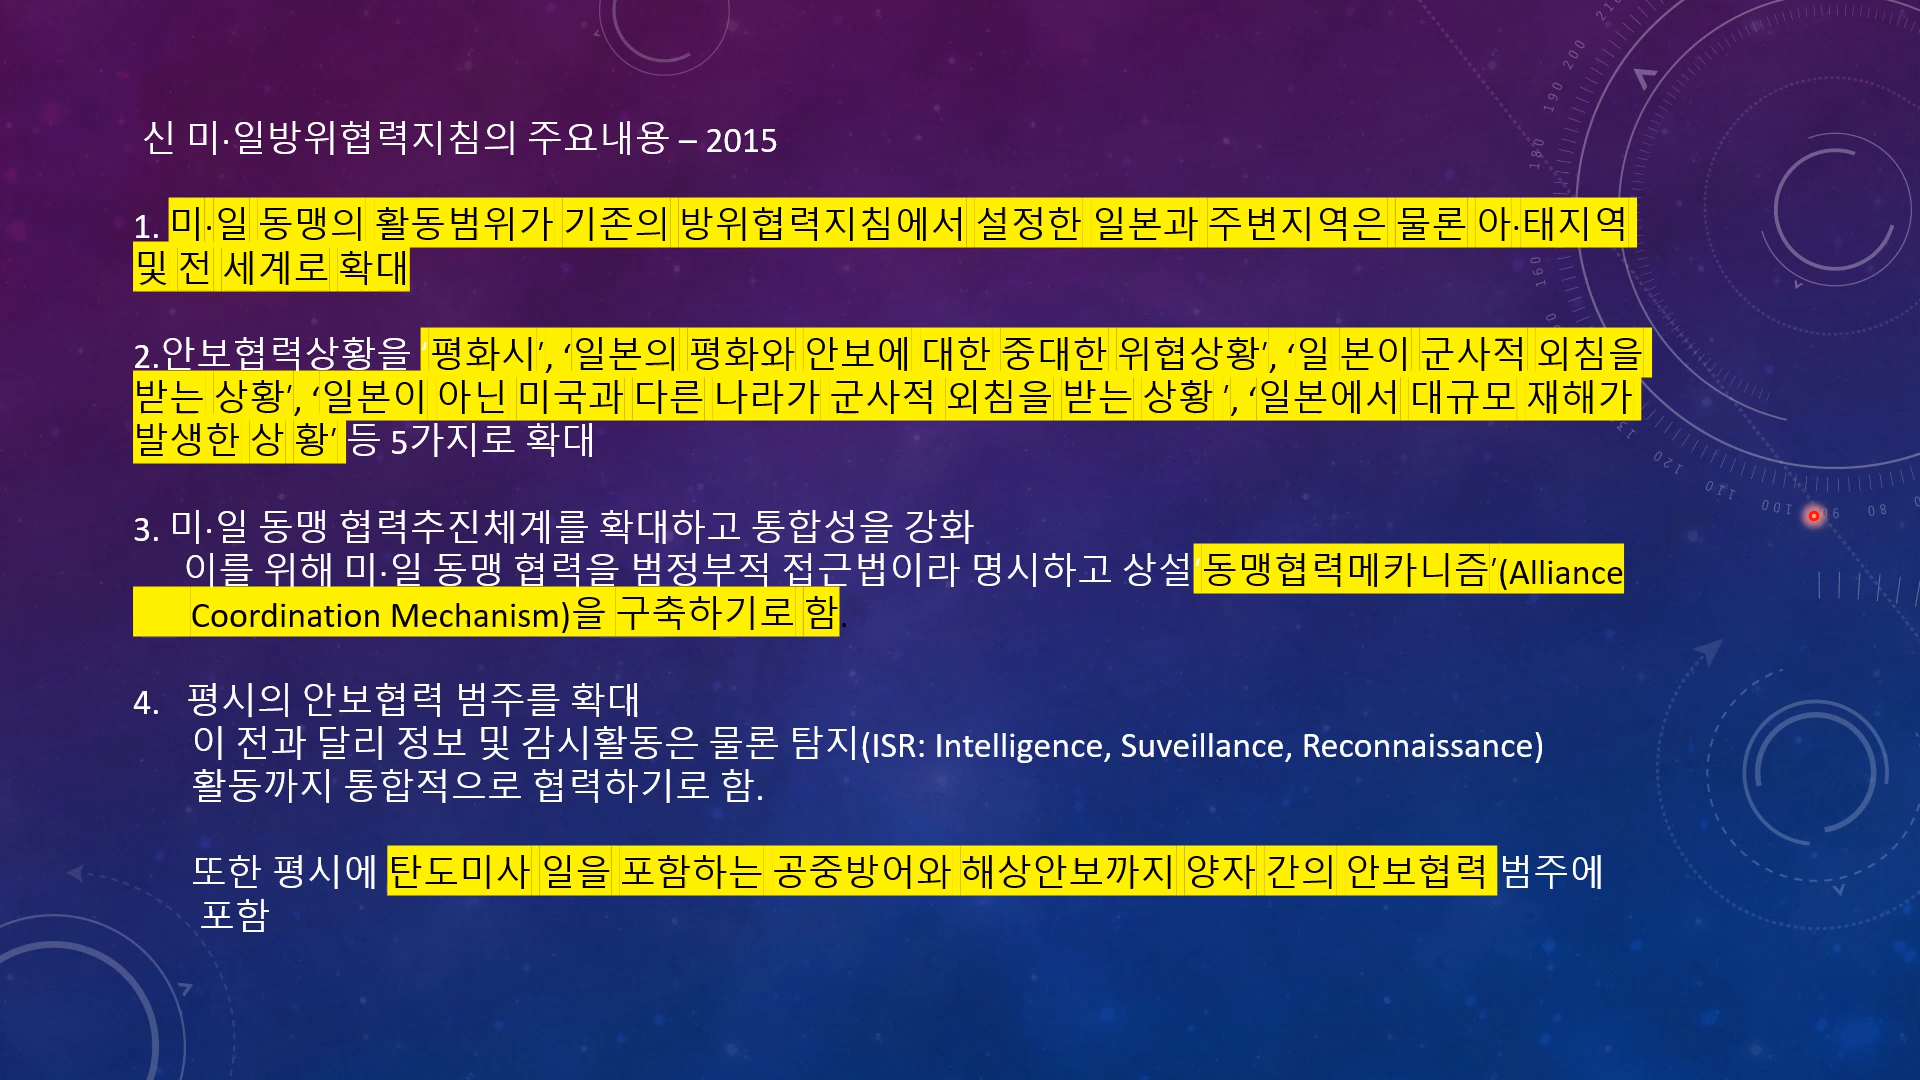 신 미·일방위협력지침의 주요내용 – 2015
1. 미·일 동맹의 활동범위가 기존의 방위협력지침에서 설정한 일본과 주변지역은 물론 아·태지역
및 전 세계로 확대
2.안보협력상황을 ‘평화시’, ‘일본의 평화와 안보에 대한 중대한 위협상황’, ‘일 본이 군사적 외침을
받는 상황’, ‘일본이 아닌 미국과 다른 나라가 군사적 외침을 받는 상황 ’, ‘일본에서 대규모 재해가
발생한 상 황’ 등 5가지로 확대
3. 미·일 동맹 협력추진체계를 확대하고 통합성을 강화
이를 위해 미·일 동맹 협력을 범정부적 접근법이라 명시하고 상설‘동맹협력메카니즘’(Alliance
Coordination Mechanism)을 구축하기로 함.
4. 평시의 안보협력 범주를 확대
이 전과 달리 정보 및 감시활동은 물론 탐지(ISR: Intelligence, Suveillance, Reconnaissance)
활동까지 통합적으로 협력하기로 함.
또한 평시에 탄도미사 일을 포함하는 공중방어와 해상안보까지 양자 간의 안보협력 범주에
포함
210
200
190
180
160
120
110
100
90
80